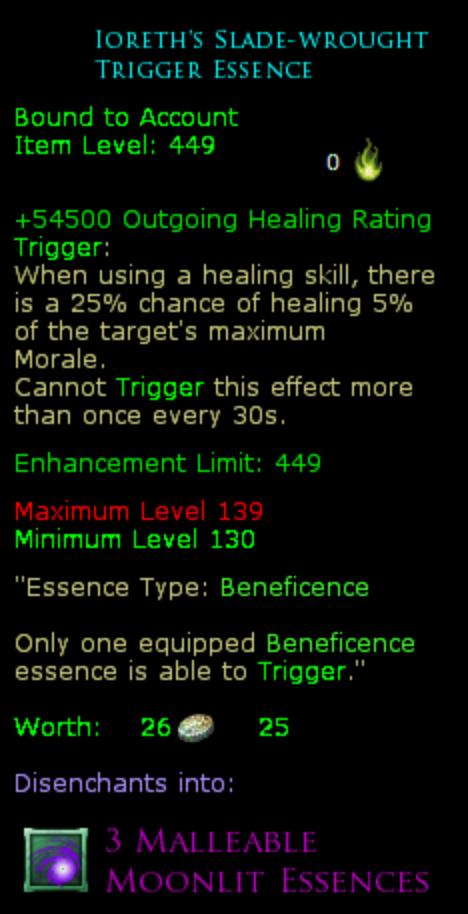 Ioreth's Slade-wrought
Trigger Essence
Bound to Account
Item Level: 449
0
+54500 Outgoing Healing Rating
Trigger:
When using a healing skill, there
is a 25% chance of healing 5%
of the target's maximum
Morale.
Cannot Trigger this effect more
than once every 30s.
Enhancement Limit: 449
Maximum Level 139
Minimum Level 130
"Essence Type: Beneficence
Only one equipped Beneficence
essence is able to Trigger."
Worth: 26 25
Disenchants into:
3 Malleable
Moonlit Essences